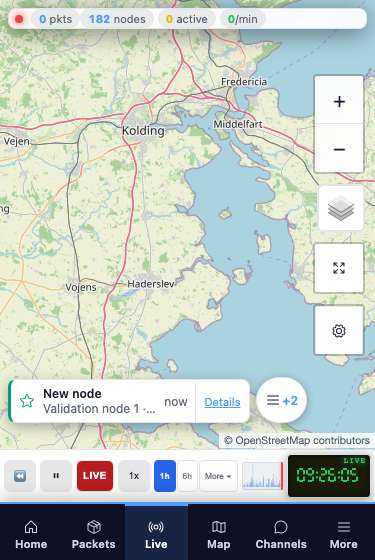 0 pkts 182 nodes 0 active 0/min
Fredericia
+
Middelfart
Kolding
Vejen
−
ng
Vojens
Haderslev
New node
Validation node 1 ·… now Details +2
© OpenStreetMap contributors
LIVE 1x 1h 6h More
LIVE
09:26:05
Home Packets Live Map Channels More